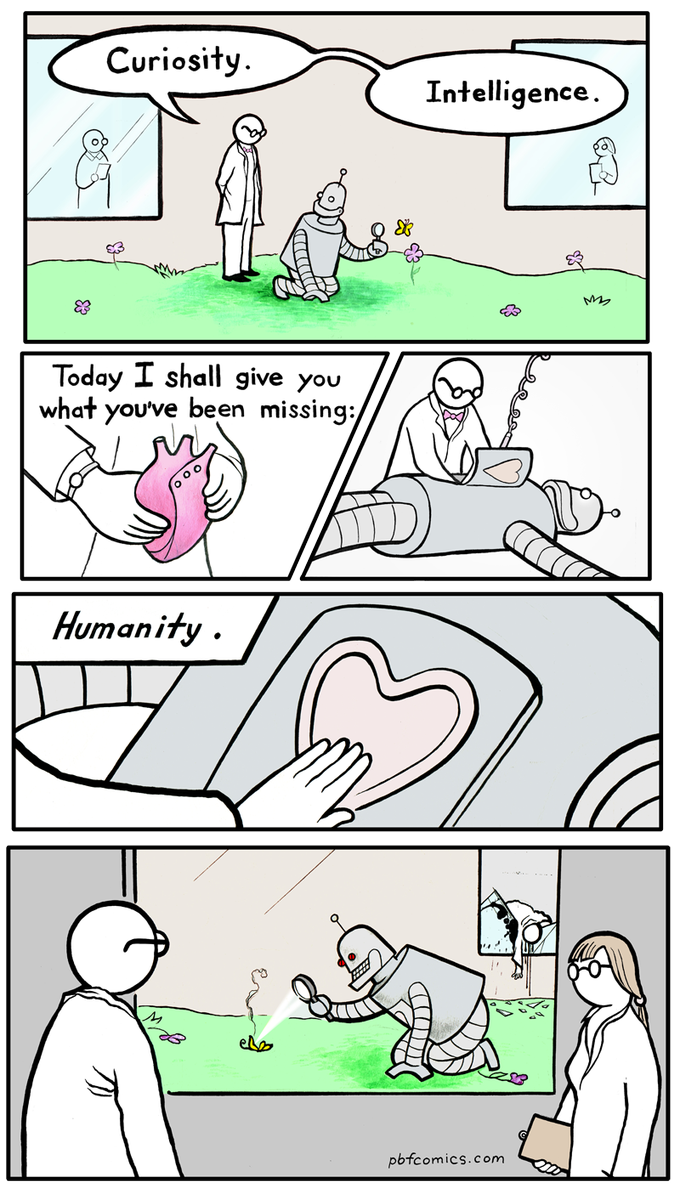 Curiosity.
Intelligence.
Today I shall give you
what you've been missing:
Humanity.
pbfcomics.com